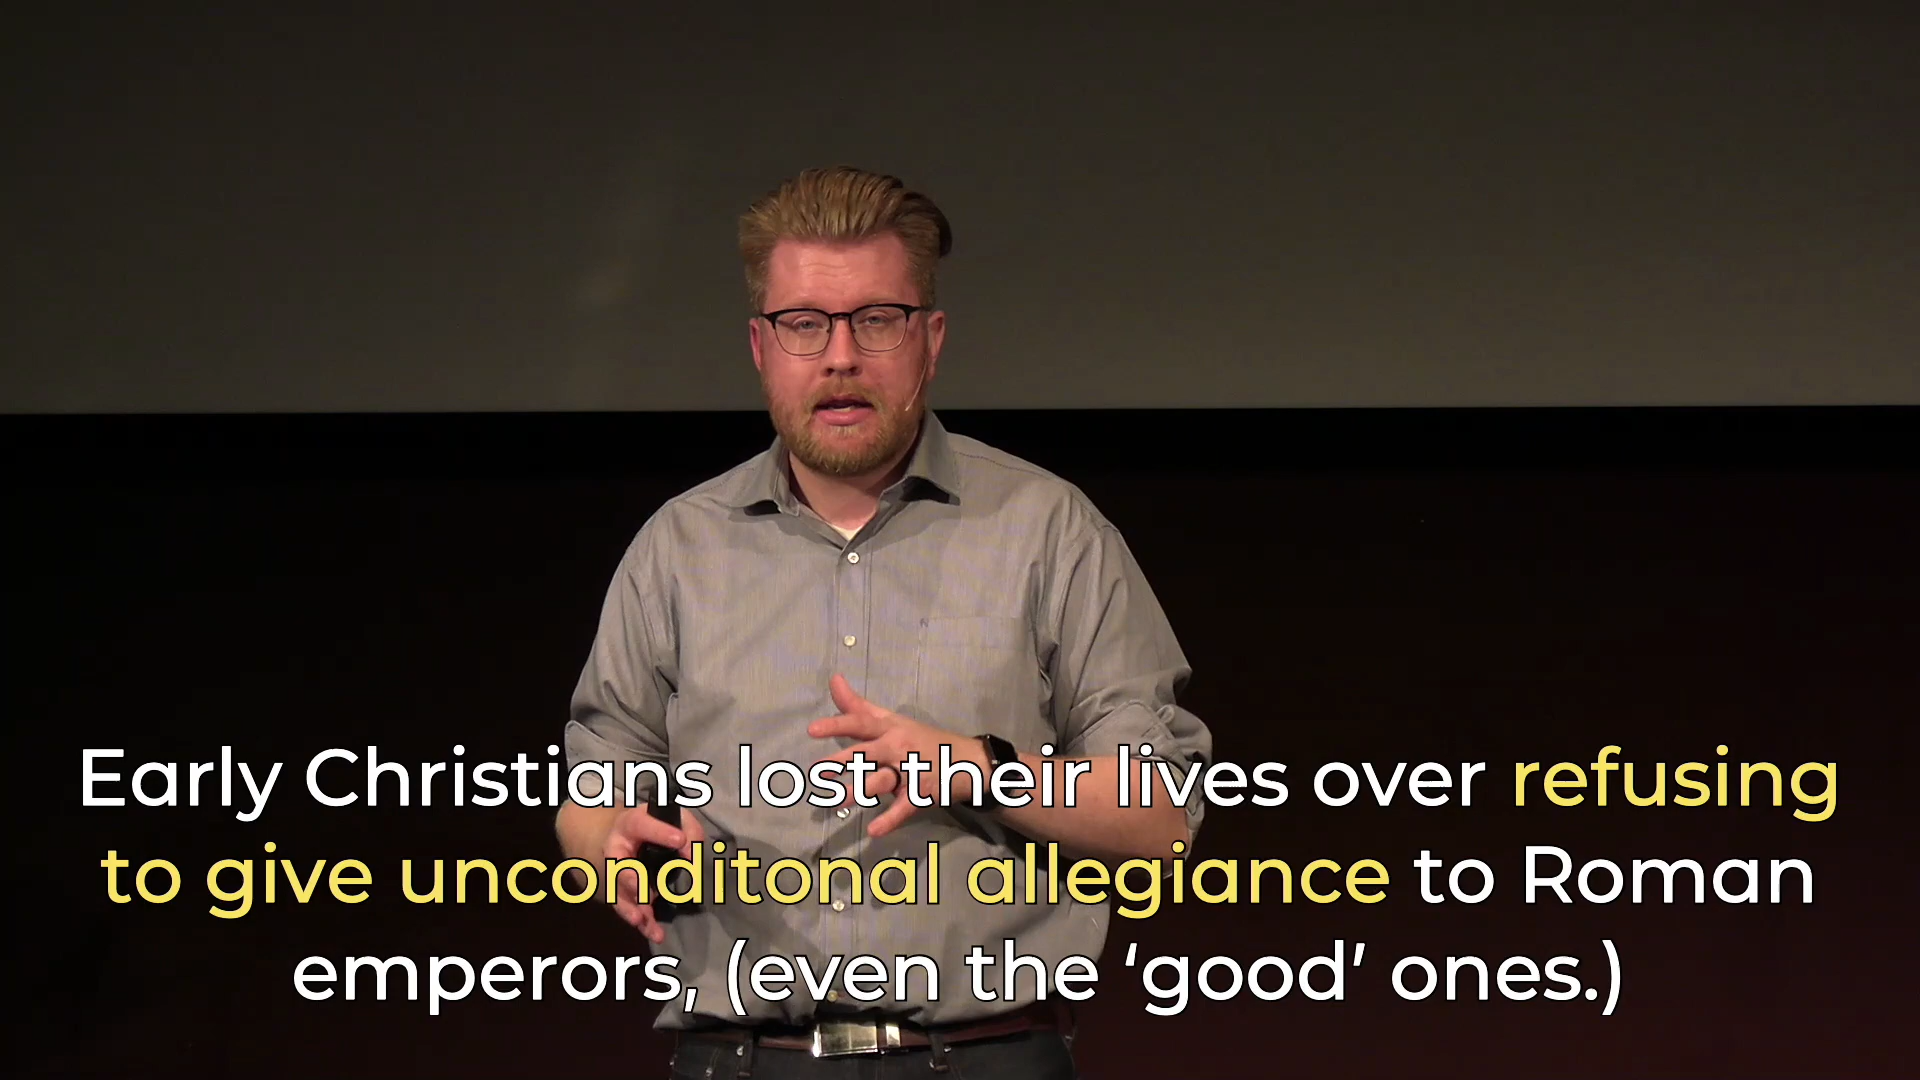 Early Christians lost their lives over refusing
to give unconditonal allegiance to Roman
emperors, (even the ‘good’ ones.)